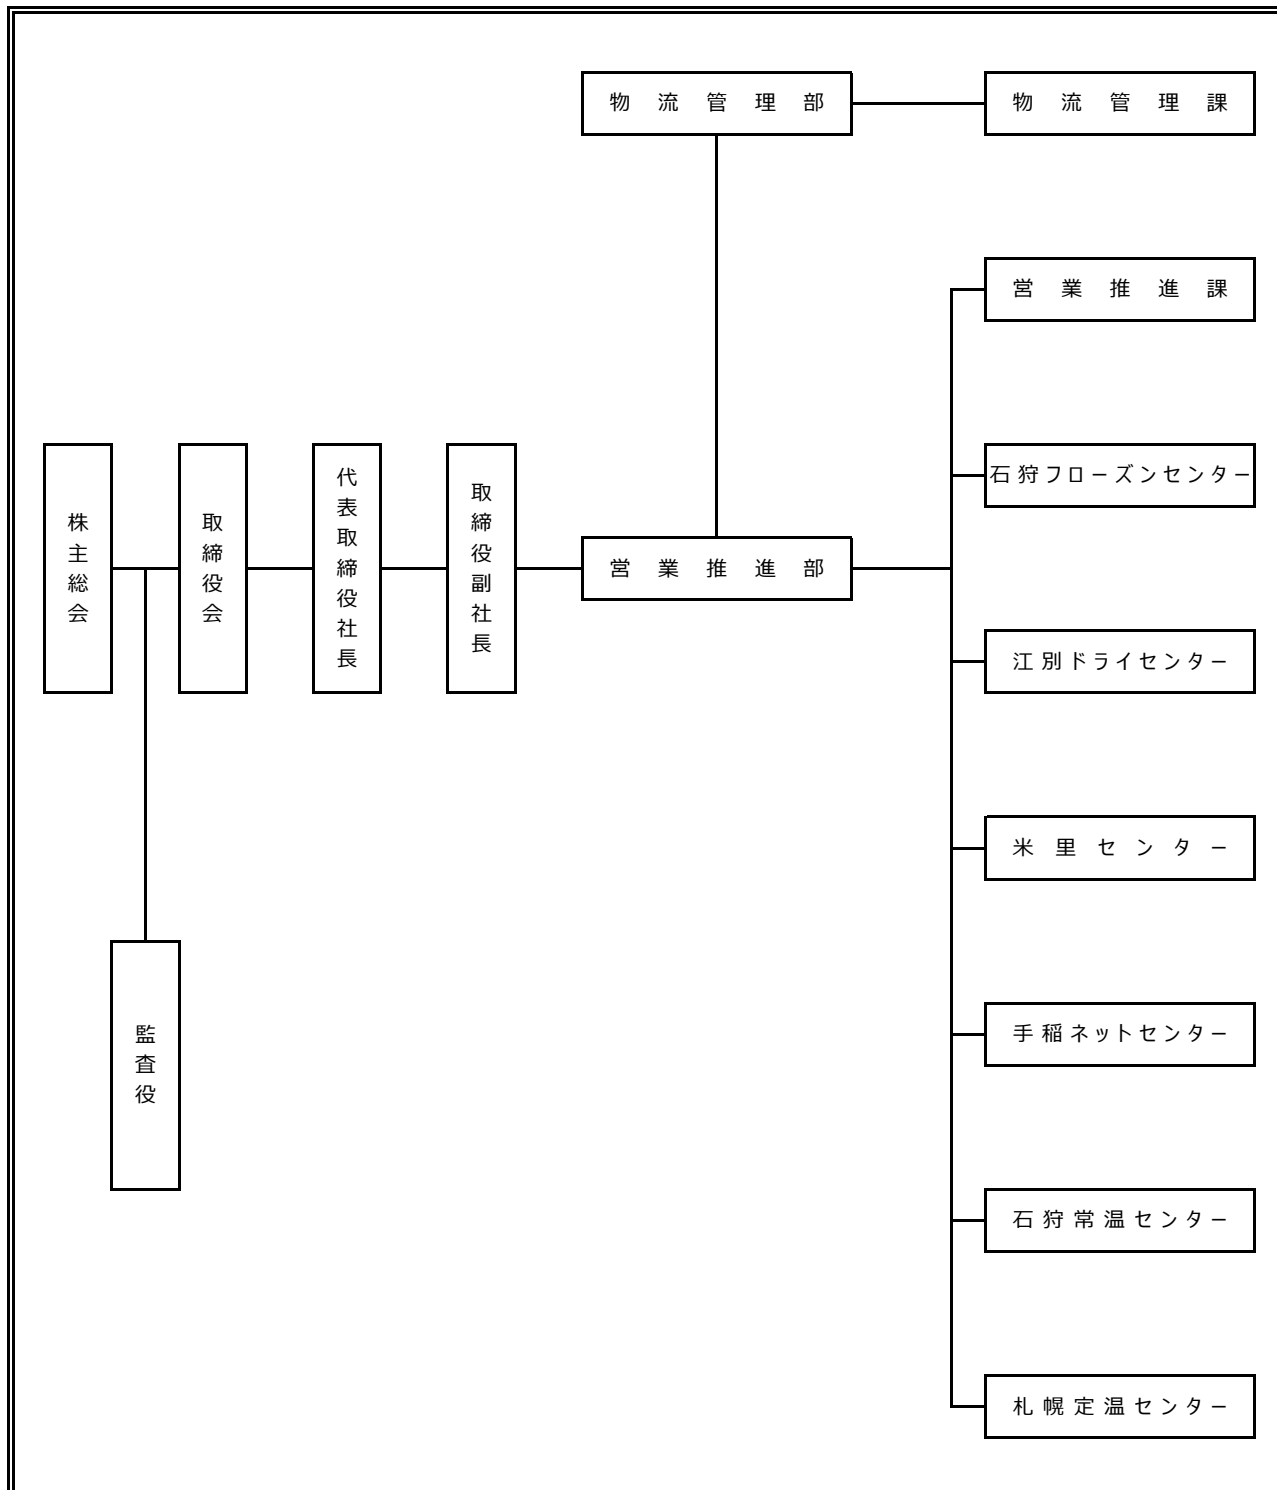 物流管理部
物流管理課
営業推進課
石狩フローズンセンター
株主総会
取締役会
代表取締役社長
取締役副社長
営業推進部
江別ドライセンター
米里センター
手稲ネットセンター
監査役
石狩常温センター
札幌定温センター